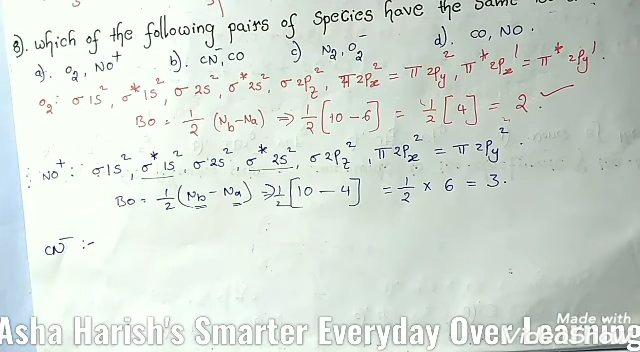 8). which of the following pairs of species have the same
a). O₂, NO⁺ b). CN⁻, CO c) N₂, O₂⁻ d). CO, NO.
O₂: σ1s², σ*1s², σ2s², σ*2s², σ2Pz², π2Px² = π2Py², π*2Px¹ = π*2Py¹.
BO = 1/2 (Nb-Na) ⇒ 1/2 [10-6] = 1/2 [4] = 2. ✓
∴ NO⁺: σ1s², σ*1s², σ2s², σ*2s², σ2Pz², π2Px² = π2Py².
BO = 1/2 (Nb-Na) ⇒ 1/2 [10-4] = 1/2 × 6 = 3.
CN⁻ :-
Made with
VideoShow
Asha Harish's Smarter Everyday Over Learning